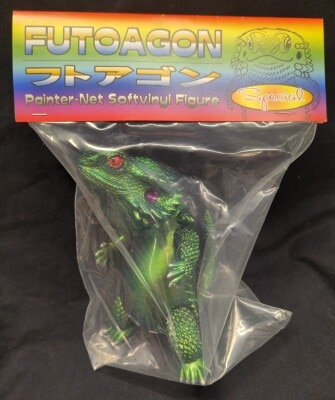 FUTOAGON
フトアゴン
Painter-Net Softvinyl Figure
Special